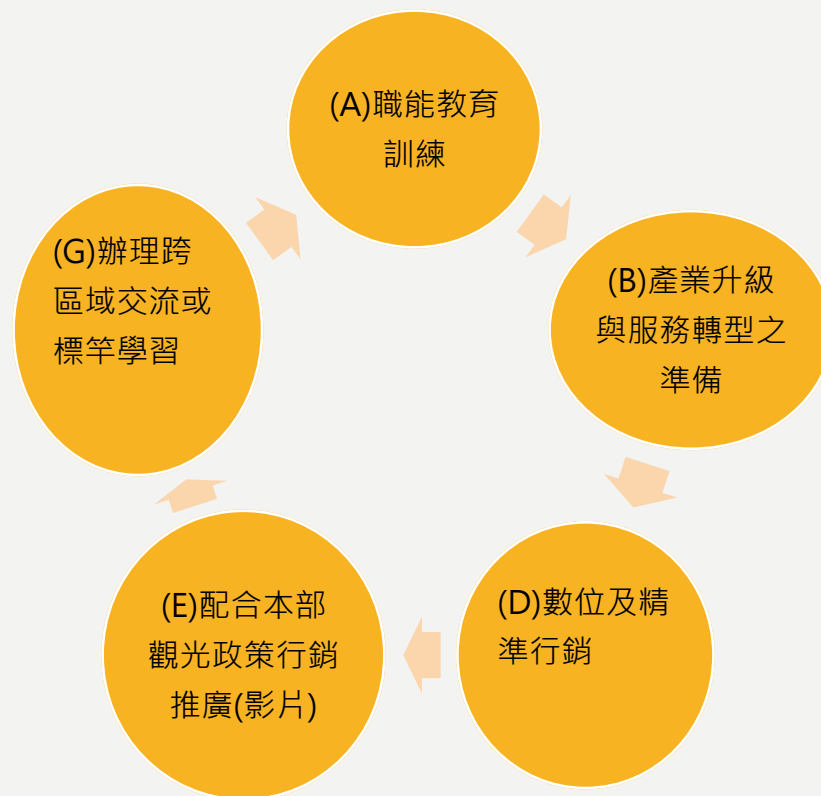 (A)職能教育
訓練
(B)產業升級
與服務轉型之
準備
(D)數位及精
準行銷
(E)配合本部
觀光政策行銷
推廣(影片)
(G)辦理跨
區域交流或
標竿學習